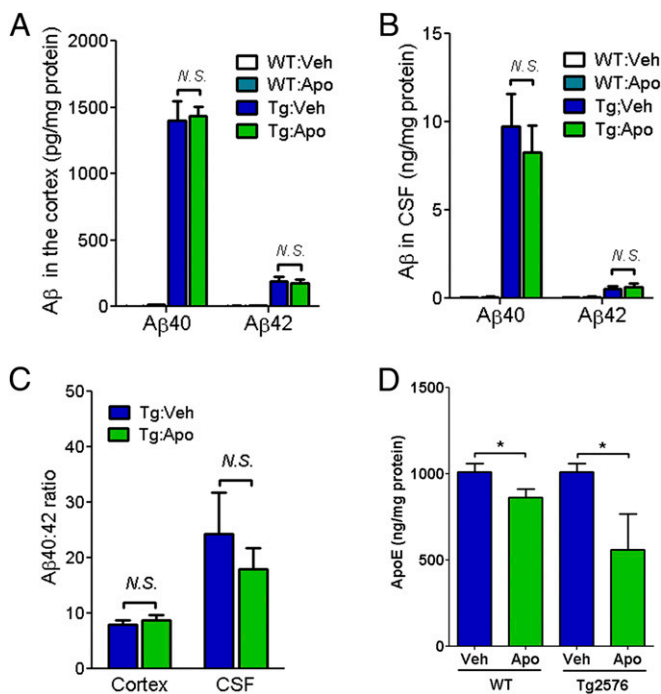 A
Aβ in the cortex (pg/mg protein)
2000
1500
1000
500
0
N.S.
N.S.
WT:Veh
WT:Apo
Tg:Veh
Tg:Apo
Aβ40
Aβ42
B
Aβ in CSF (ng/mg protein)
15
10
5
0
N.S.
N.S.
WT:Veh
WT:Apo
Tg;Veh
Tg:Apo
Aβ40
Aβ42
C
Aβ40:42 ratio
50
40
30
20
10
0
Tg:Veh
Tg:Apo
N.S.
N.S.
Cortex
CSF
D
ApoE (ng/mg protein)
1500
1000
500
0
*
*
Veh Apo Veh Apo
WT Tg2576